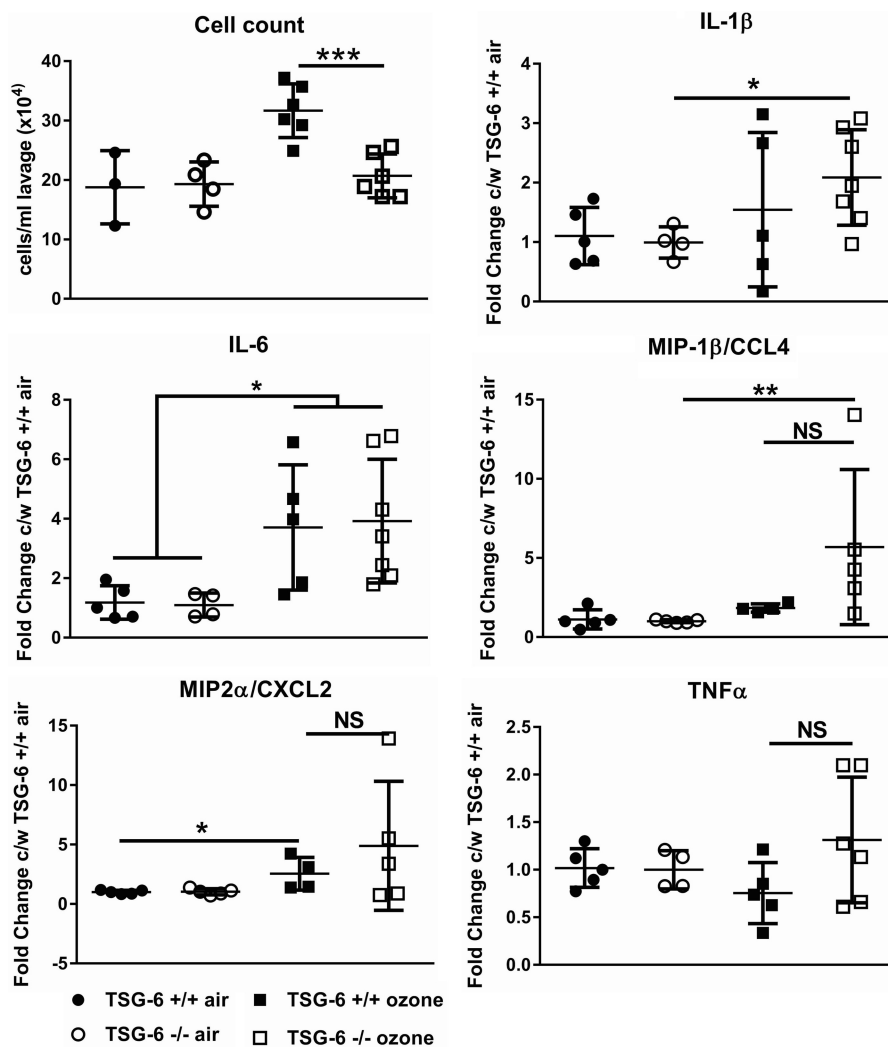 Cell count
cells/ml lavage (x10⁴)
40
30
20
10
0
***
IL-1β
Fold Change c/w TSG-6 +/+ air
4
3
2
1
0
*
IL-6
Fold Change c/w TSG-6 +/+ air
8
6
4
2
0
*
MIP-1β/CCL4
Fold Change c/w TSG-6 +/+ air
15
10
5
0
**
NS
MIP2α/CXCL2
Fold Change c/w TSG-6 +/+ air
15
10
5
0
-5
*
NS
TNFα
Fold Change c/w TSG-6 +/+ air
2.5
2.0
1.5
1.0
0.5
0.0
NS
TSG-6 +/+ air
TSG-6 +/+ ozone
TSG-6 -/- air
TSG-6 -/- ozone